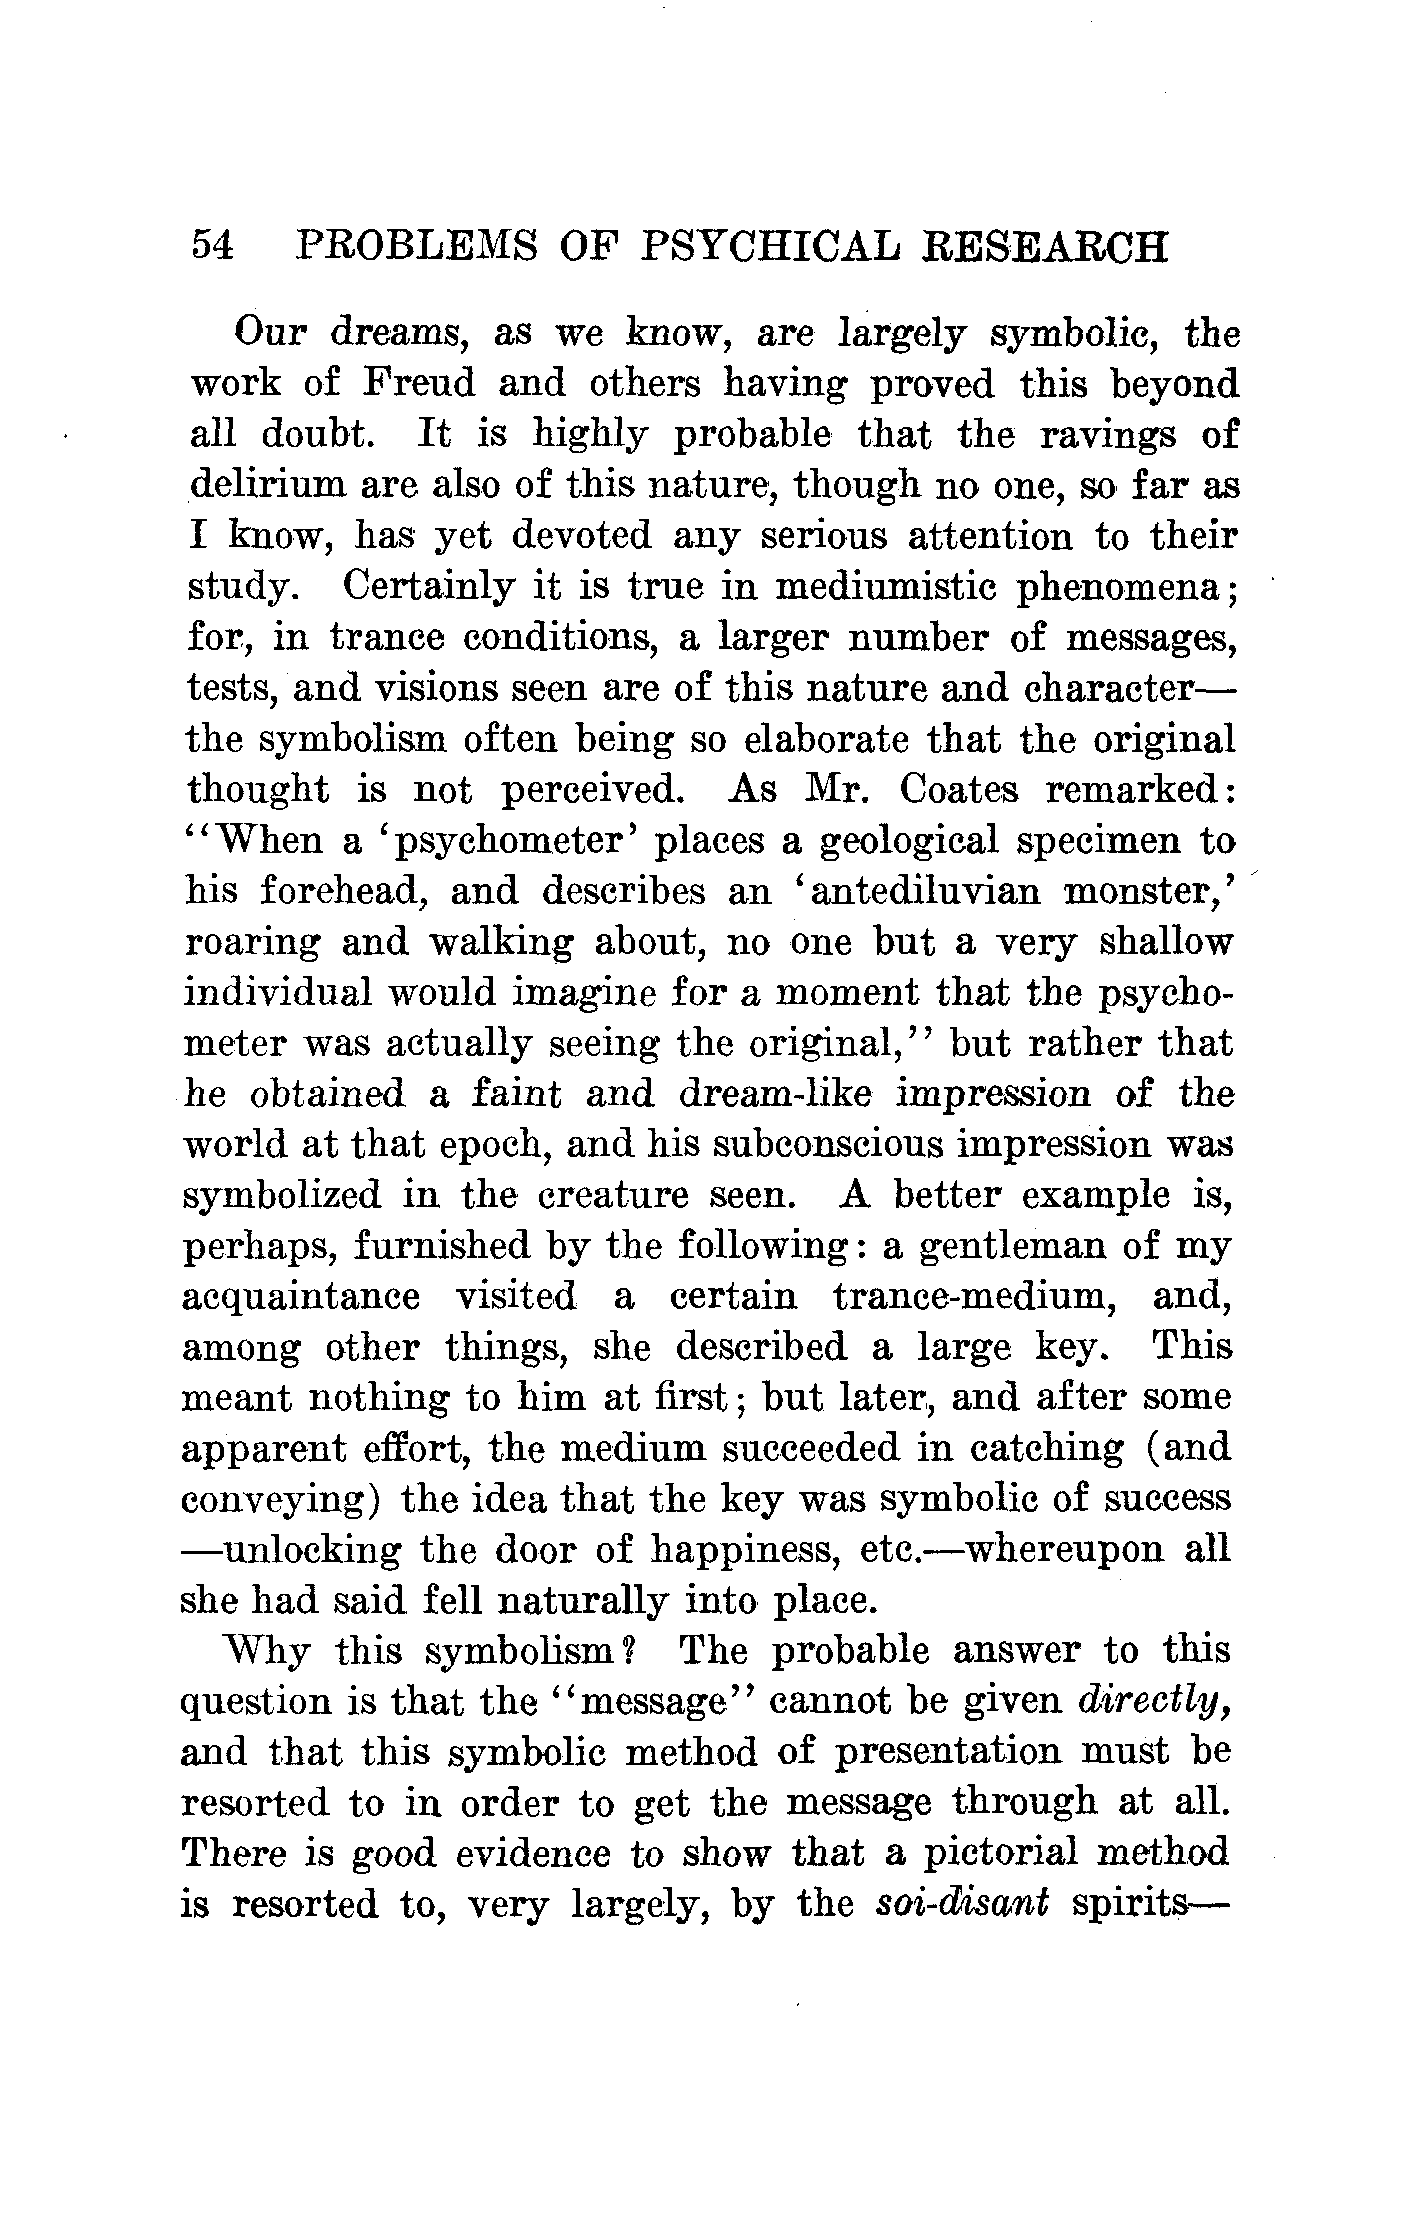 54 PROBLEMS OF PSYCHICAL RESEARCH
Our dreams, as we know, are largely symbolic, the
work of Freud and others having proved this beyond
all doubt. It is highly probable that the ravings of
delirium are also of this nature, though no one, so far as
I know, has yet devoted any serious attention to their
study. Certainly it is true in mediumistic phenomena;
for, in trance conditions, a larger number of messages,
tests, and visions seen are of this nature and character—
the symbolism often being so elaborate that the original
thought is not perceived. As Mr. Coates remarked:
"When a 'psychometer' places a geological specimen to
his forehead, and describes an 'antediluvian monster,'
roaring and walking about, no one but a very shallow
individual would imagine for a moment that the psycho-
meter was actually seeing the original," but rather that
he obtained a faint and dream-like impression of the
world at that epoch, and his subconscious impression was
symbolized in the creature seen. A better example is,
perhaps, furnished by the following: a gentleman of my
acquaintance visited a certain trance-medium, and,
among other things, she described a large key. This
meant nothing to him at first; but later, and after some
apparent effort, the medium succeeded in catching (and
conveying) the idea that the key was symbolic of success
—unlocking the door of happiness, etc.—whereupon all
she had said fell naturally into place.
Why this symbolism? The probable answer to this
question is that the "message" cannot be given directly,
and that this symbolic method of presentation must be
resorted to in order to get the message through at all.
There is good evidence to show that a pictorial method
is resorted to, very largely, by the soi-disant spirits—